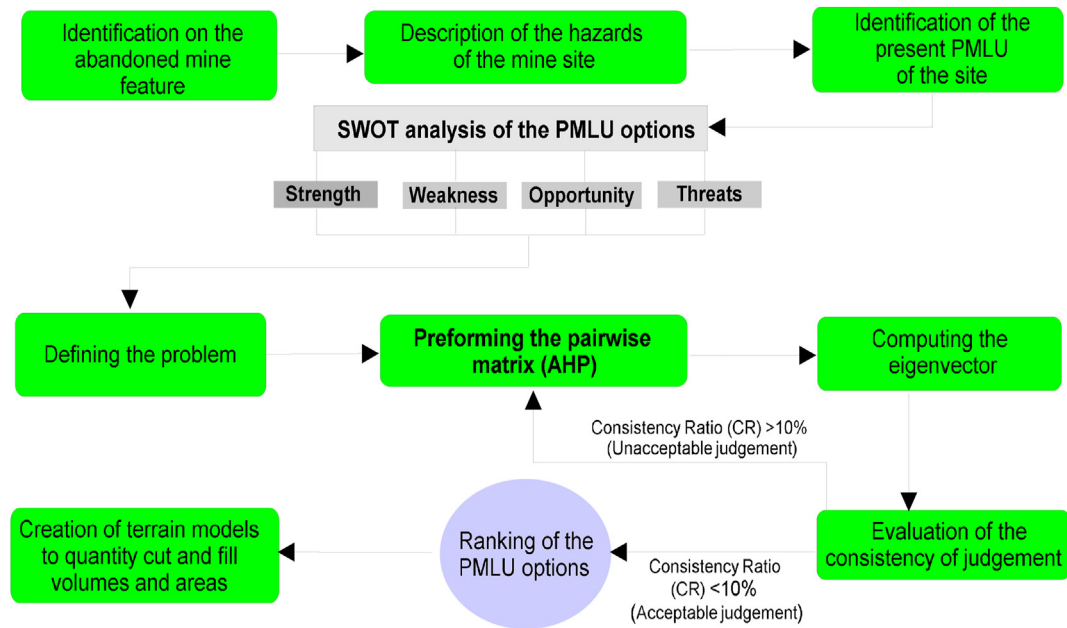 Identification on the
abandoned mine
feature
Description of the hazards
of the mine site
Identification of the
present PMLU
of the site
SWOT analysis of the PMLU options
Strength
Weakness
Opportunity
Threats
Defining the problem
Preforming the pairwise
matrix (AHP)
Computing the
eigenvector
Consistency Ratio (CR) >10%
(Unacceptable judgement)
Creation of terrain models
to quantity cut and fill
volumes and areas
Ranking of the
PMLU options
Consistency Ratio
(CR) <10%
(Acceptable judgement)
Evaluation of the
consistency of judgement